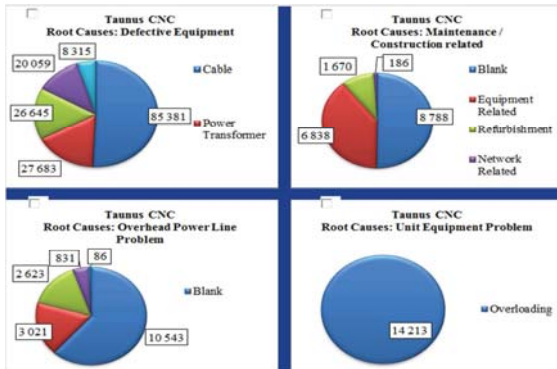 Taunus CNC
Root Causes: Defective Equipment
8 315
20 059
26 645
27 683
85 381
Cable
Power
Transformer
Taunus CNC
Root Causes: Maintenance /
Construction related
1 670
186
6 838
8 788
Blank
Equipment
Related
Refurbishment
Network
Related
Taunus CNC
Root Causes: Overhead Power Line
Problem
831
86
2 623
3 021
10 543
Blank
Taunus CNC
Root Causes: Unit Equipment Problem
14 213
Overloading